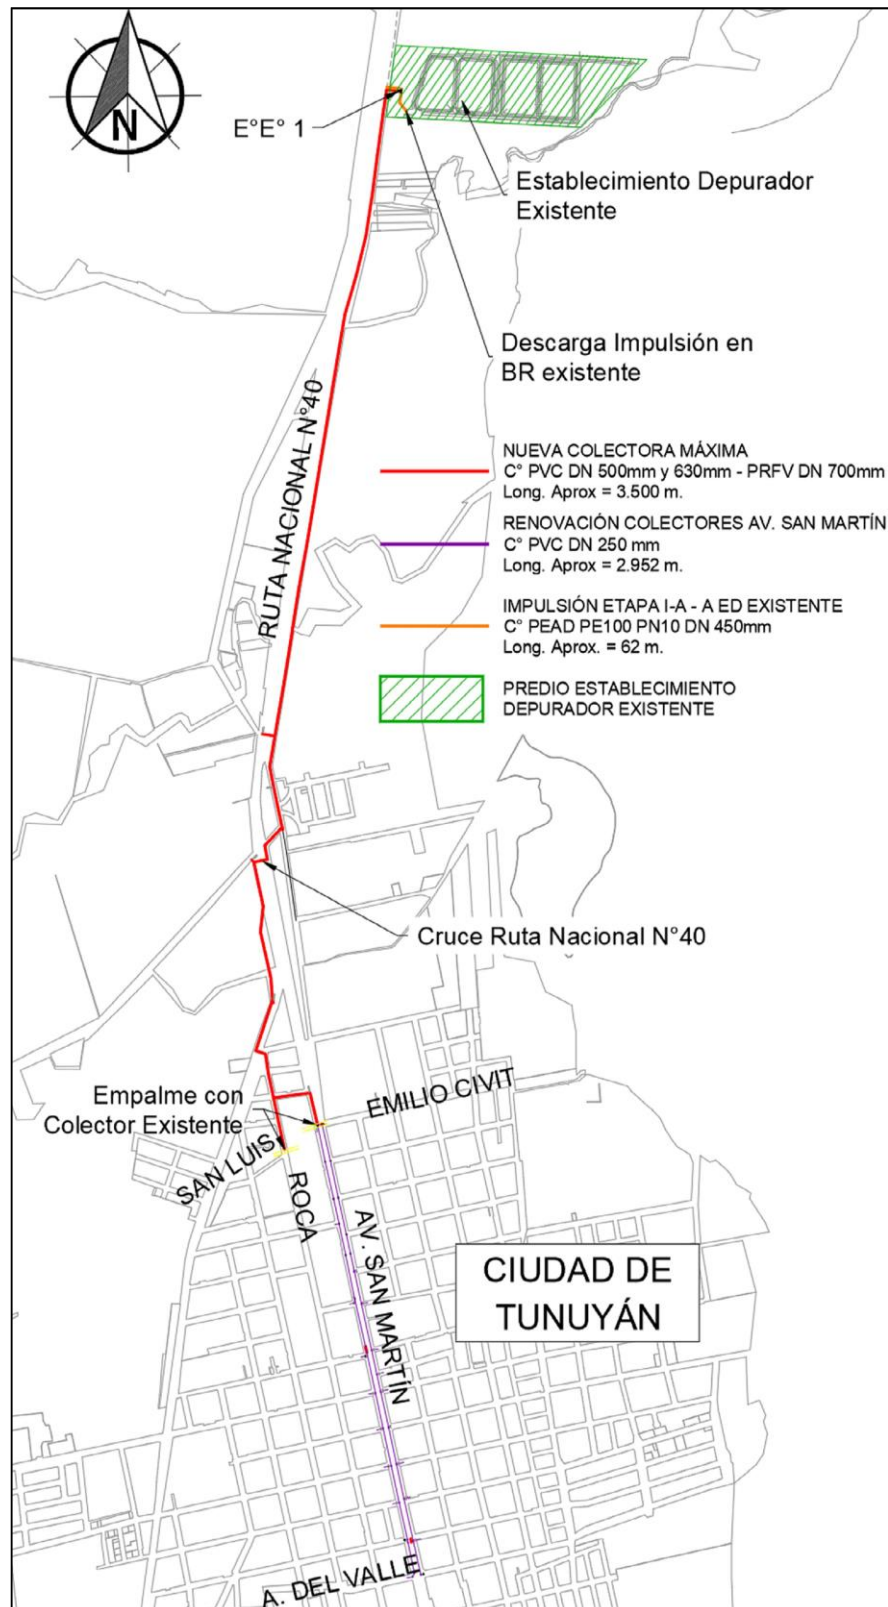 N
E°E° 1
Establecimiento Depurador
Existente
Descarga Impulsión en
BR existente
RUTA NACIONAL N°40
NUEVA COLECTORA MÁXIMA
C° PVC DN 500mm y 630mm - PRFV DN 700mm
Long. Aprox = 3.500 m.
RENOVACIÓN COLECTORES AV. SAN MARTÍN
C° PVC DN 250 mm
Long. Aprox = 2.952 m.
IMPULSIÓN ETAPA I-A - A ED EXISTENTE
C° PEAD PE100 PN10 DN 450mm
Long. Aprox. = 62 m.
PREDIO ESTABLECIMIENTO
DEPURADOR EXISTENTE
Cruce Ruta Nacional N°40
Empalme con
Colector Existente
EMILIO CIVIT
SAN LUIS
ROCA
AV. SAN MARTÍN
CIUDAD DE
TUNUYÁN
A. DEL VALLE